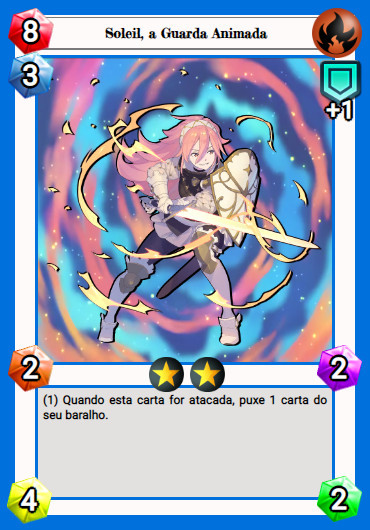 8
Soleil, a Guarda Animada
3
+1
2
2
(1) Quando esta carta for atacada, puxe 1 carta do
seu baralho.
4
2